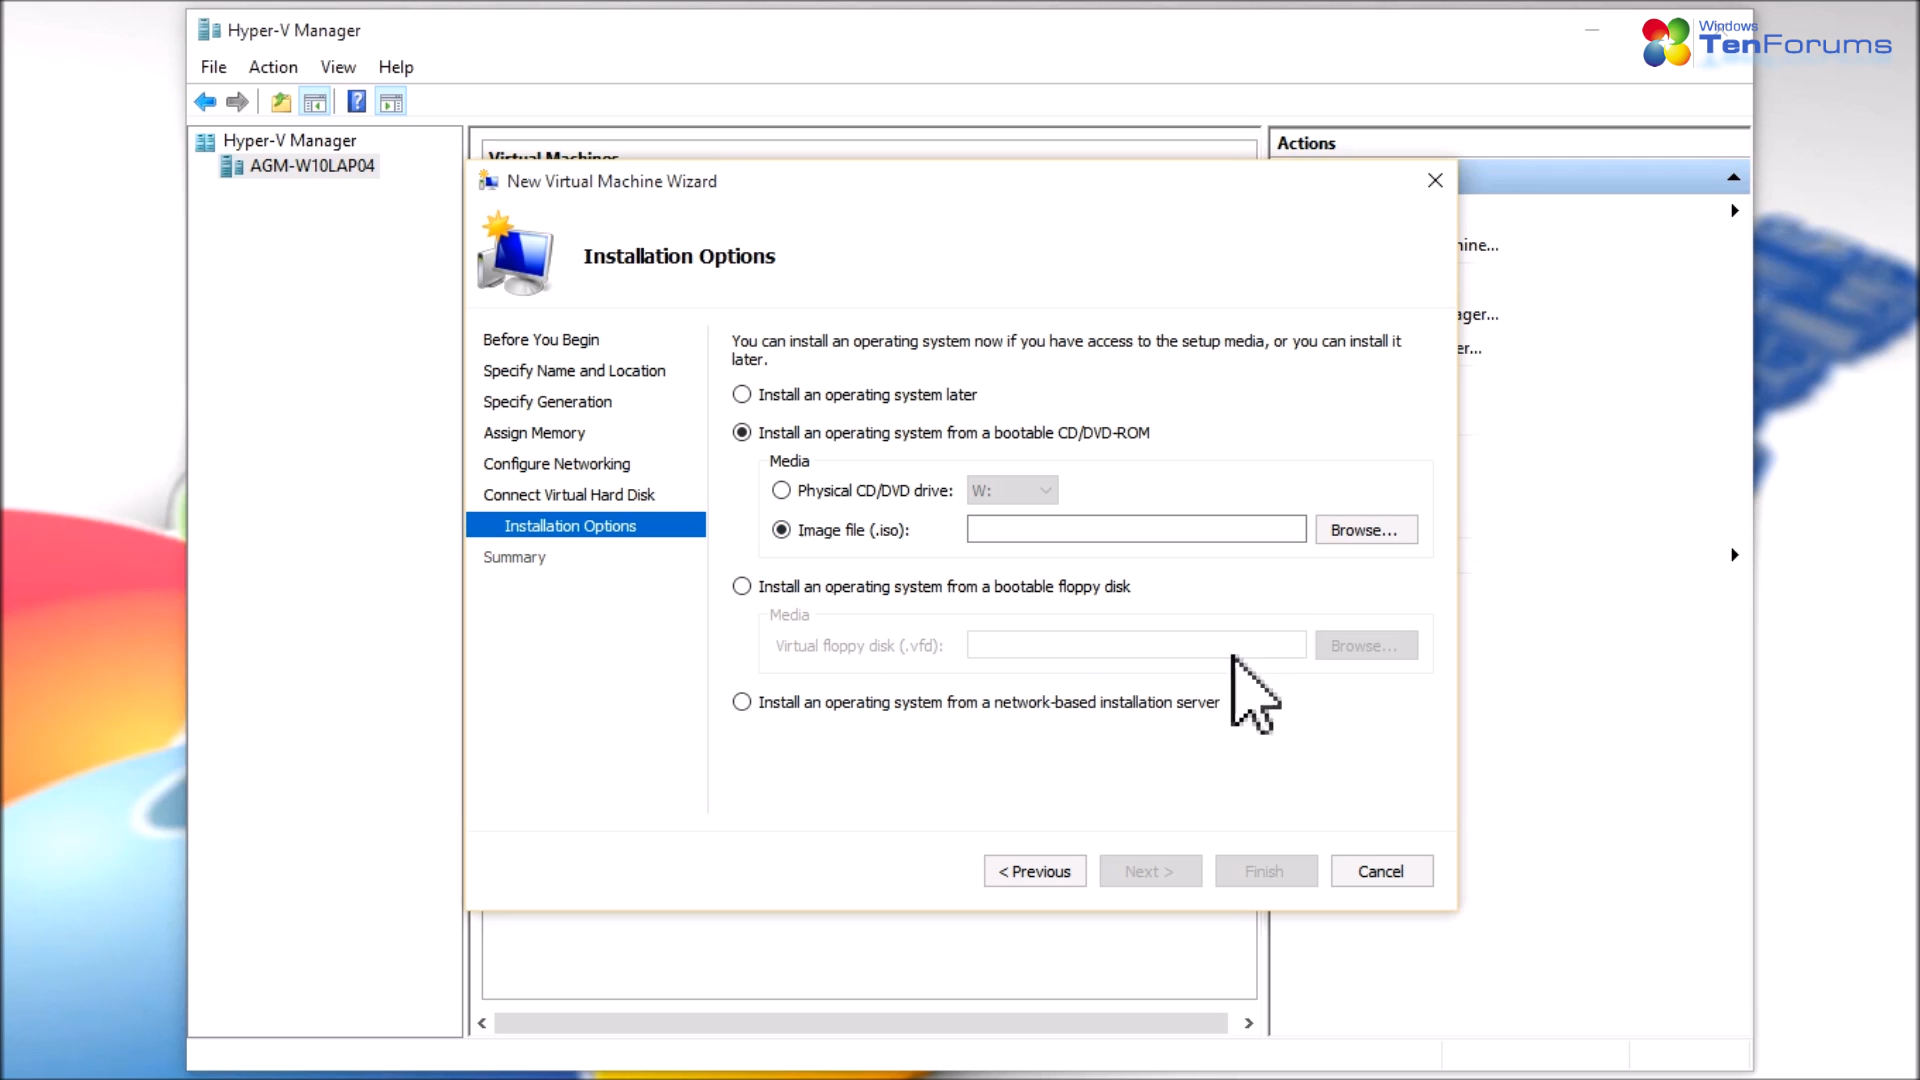 Hyper-V Manager
Windows
TenForums
File Action View Help
Hyper-V Manager
AGM-W10LAP04
Virtual Machines
Actions
New Virtual Machine Wizard
Installation Options
Before You Begin
Specify Name and Location
Specify Generation
Assign Memory
Configure Networking
Connect Virtual Hard Disk
Installation Options
Summary
You can install an operating system now if you have access to the setup media, or you can install it
later.
Install an operating system later
Install an operating system from a bootable CD/DVD-ROM
Media
Physical CD/DVD drive: W:
Image file (.iso): Browse...
Install an operating system from a bootable floppy disk
Media
Virtual floppy disk (.vfd): Browse...
Install an operating system from a network-based installation server
< Previous Next > Finish Cancel